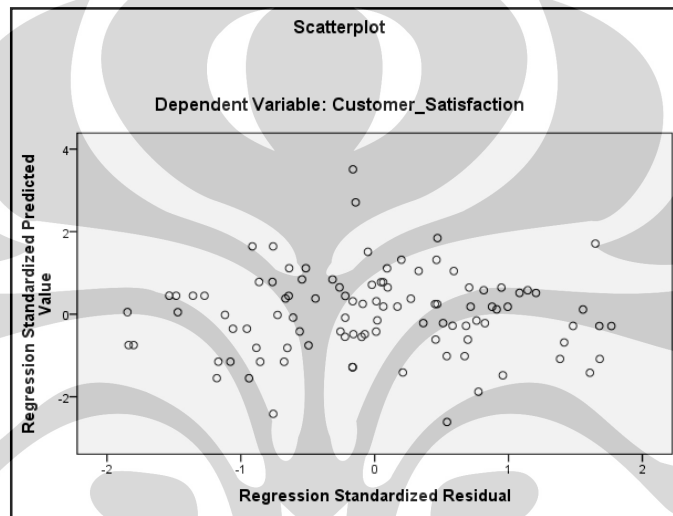 Scatterplot
Dependent Variable: Customer_Satisfaction
Regression Standardized Predicted
Value
4
2
0
-2
-2
-1
0
1
2
Regression Standardized Residual